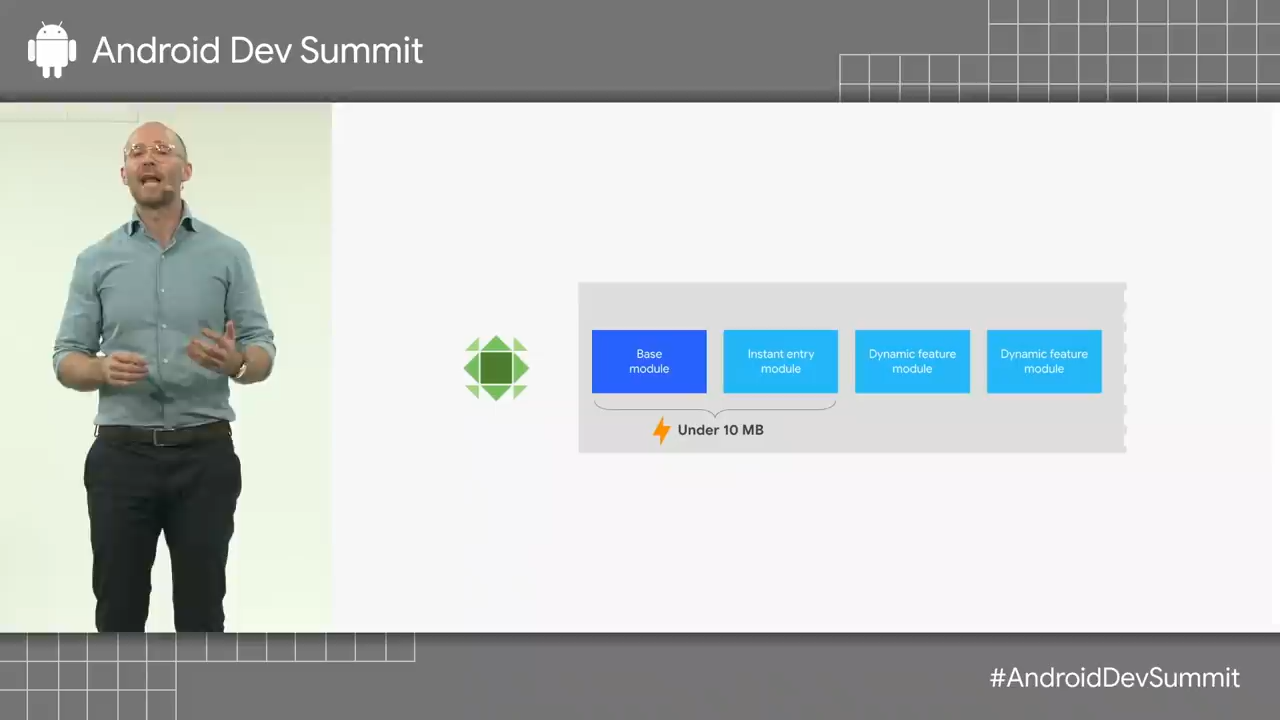 Android Dev Summit
Base
module
Instant entry
module
Dynamic feature
module
Dynamic feature
module
Under 10 MB
#AndroidDevSummit